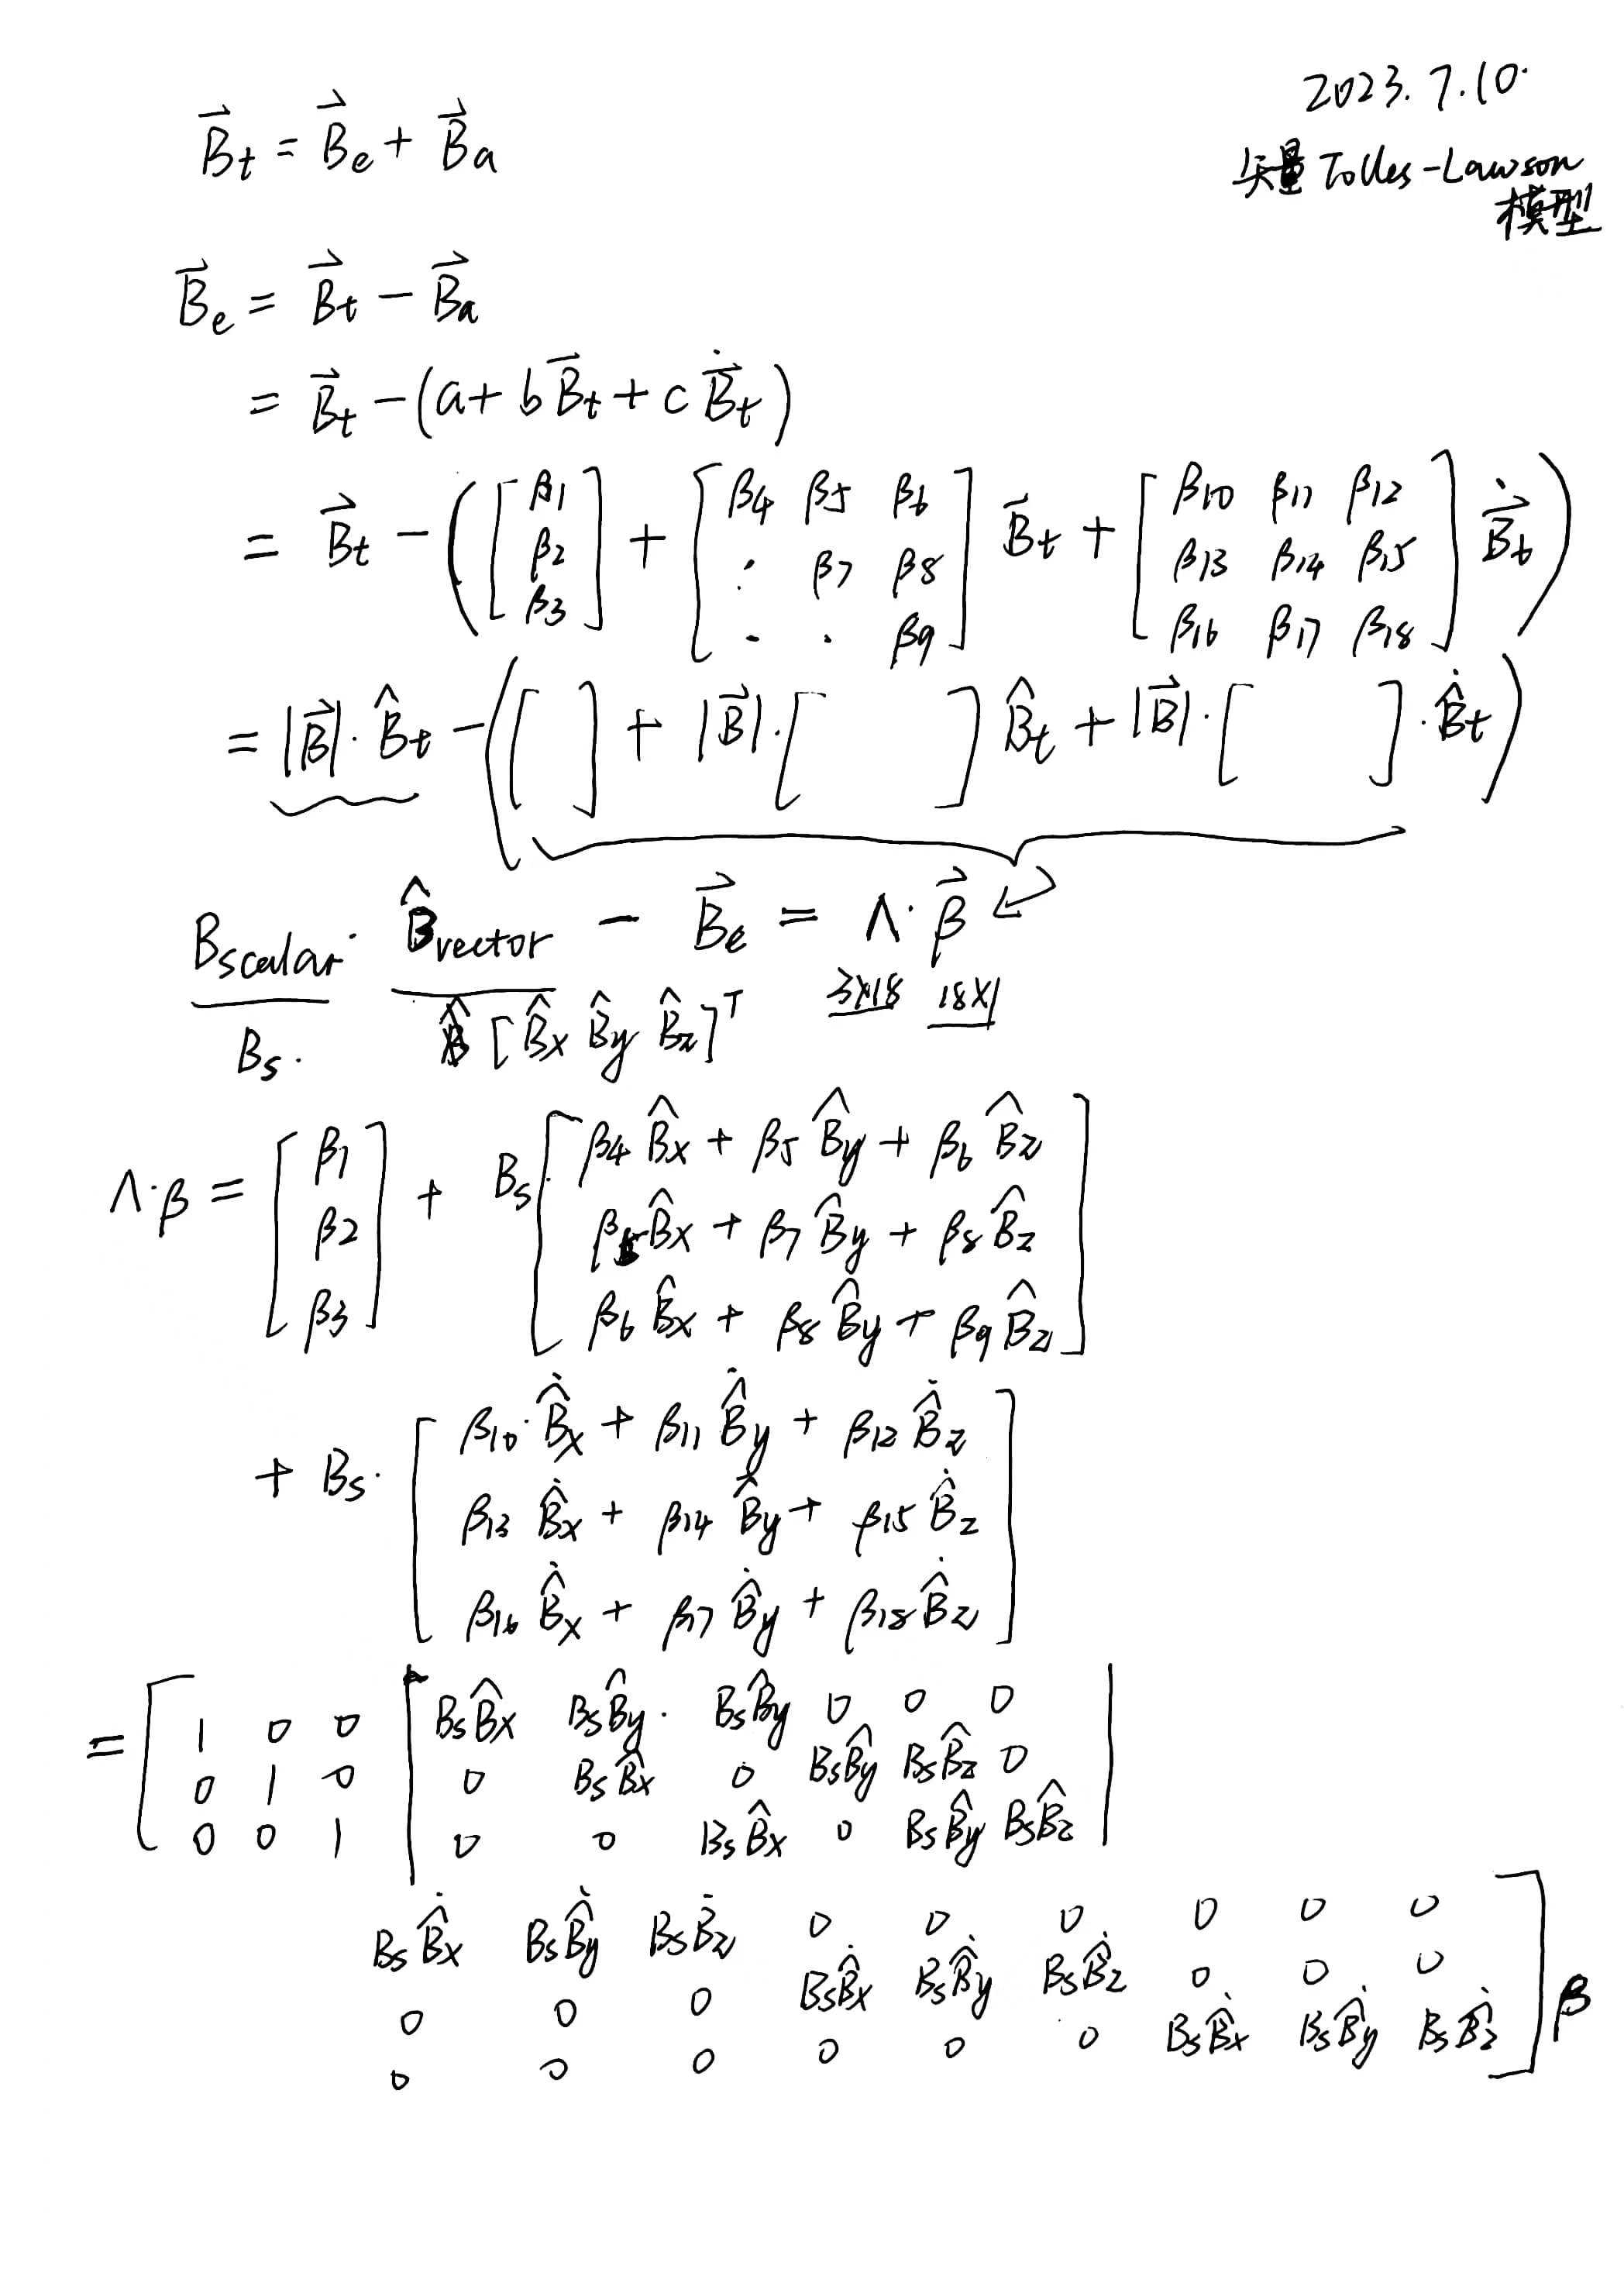 2023.7.10.
矢量 Tolles-Lawson
模型
$\vec{B}_t = \vec{B}_e + \vec{B}_a$
$\vec{B}_e = \vec{B}_t - \vec{B}_a$
$= \vec{B}_t - (a + b\vec{B}_t + c\dot{\vec{B}}_t)$
$= \vec{B}_t - \left(\begin{bmatrix} \beta_1 \\ \beta_2 \\ \beta_3 \end{bmatrix} + \begin{bmatrix} \beta_4 & \beta_5 & \beta_6 \\ \cdot & \beta_7 & \beta_8 \\ \cdot & \cdot & \beta_9 \end{bmatrix} \vec{B}_t + \begin{bmatrix} \beta_{10} & \beta_{11} & \beta_{12} \\ \beta_{13} & \beta_{14} & \beta_{15} \\ \beta_{16} & \beta_{17} & \beta_{18} \end{bmatrix} \dot{\vec{B}}_t\right)$
$= |\vec{B}| \cdot \hat{B}_t - \left([\quad] + |\vec{B}| \cdot [\quad] \hat{B}_t + |\vec{B}| \cdot [\quad] \cdot \dot{\hat{B}}_t\right)$
$B_{scalar} \cdot \hat{B}_{vector} - \vec{B}_e = \Lambda \cdot \vec{\beta}$
$B_s. \quad [\hat{B}_x \ \hat{B}_y \ \hat{B}_z]^T \quad 3\times18 \quad 18\times1$
$\Lambda \cdot \beta = \begin{bmatrix} \beta_1 \\ \beta_2 \\ \beta_3 \end{bmatrix} + B_s \begin{bmatrix} \beta_4 \hat{B}_x + \beta_5 \hat{B}_y + \beta_6 \hat{B}_z \\ \beta_5 \hat{B}_x + \beta_7 \hat{B}_y + \beta_8 \hat{B}_z \\ \beta_6 \hat{B}_x + \beta_8 \hat{B}_y + \beta_9 \hat{B}_z \end{bmatrix}$
$+ B_s \cdot \begin{bmatrix} \beta_{10} \cdot \dot{\hat{B}}_x + \beta_{11} \dot{\hat{B}}_y + \beta_{12} \dot{\hat{B}}_z \\ \beta_{13} \dot{\hat{B}}_x + \beta_{14} \dot{\hat{B}}_y + \beta_{15} \dot{\hat{B}}_z \\ \beta_{16} \dot{\hat{B}}_x + \beta_{17} \dot{\hat{B}}_y + \beta_{18} \dot{\hat{B}}_z \end{bmatrix}$
$= \left[\begin{matrix} 1 & 0 & 0 \\ 0 & 1 & 0 \\ 0 & 0 & 1 \end{matrix}\right| \left.\begin{matrix} B_s\hat{B}_x & B_s\hat{B}_y. & B_s\hat{B}_y & 0 & 0 & 0 \\ 0 & B_s\hat{B}_x & 0 & B_s\hat{B}_y & B_s\hat{B}_z & 0 \\ 0 & 0 & B_s\hat{B}_x & 0 & B_s\hat{B}_y & B_s\hat{B}_z \end{matrix}\right|$
$\left.\begin{matrix} B_s\dot{\hat{B}}_x & B_s\dot{\hat{B}}_y & B_s\dot{B}_z & 0 & 0 & 0 & 0 & 0 & 0 \\ 0 & 0 & 0 & B_s\dot{\hat{B}}_x & B_s\dot{\hat{B}}_y & B_s\dot{\hat{B}}_z & 0 & 0 & 0 \\ 0 & 0 & 0 & 0 & 0 & 0 & B_s\dot{\hat{B}}_x & B_s\dot{\hat{B}}_y & B_s\dot{\hat{B}}_z \end{matrix}\right] \beta$